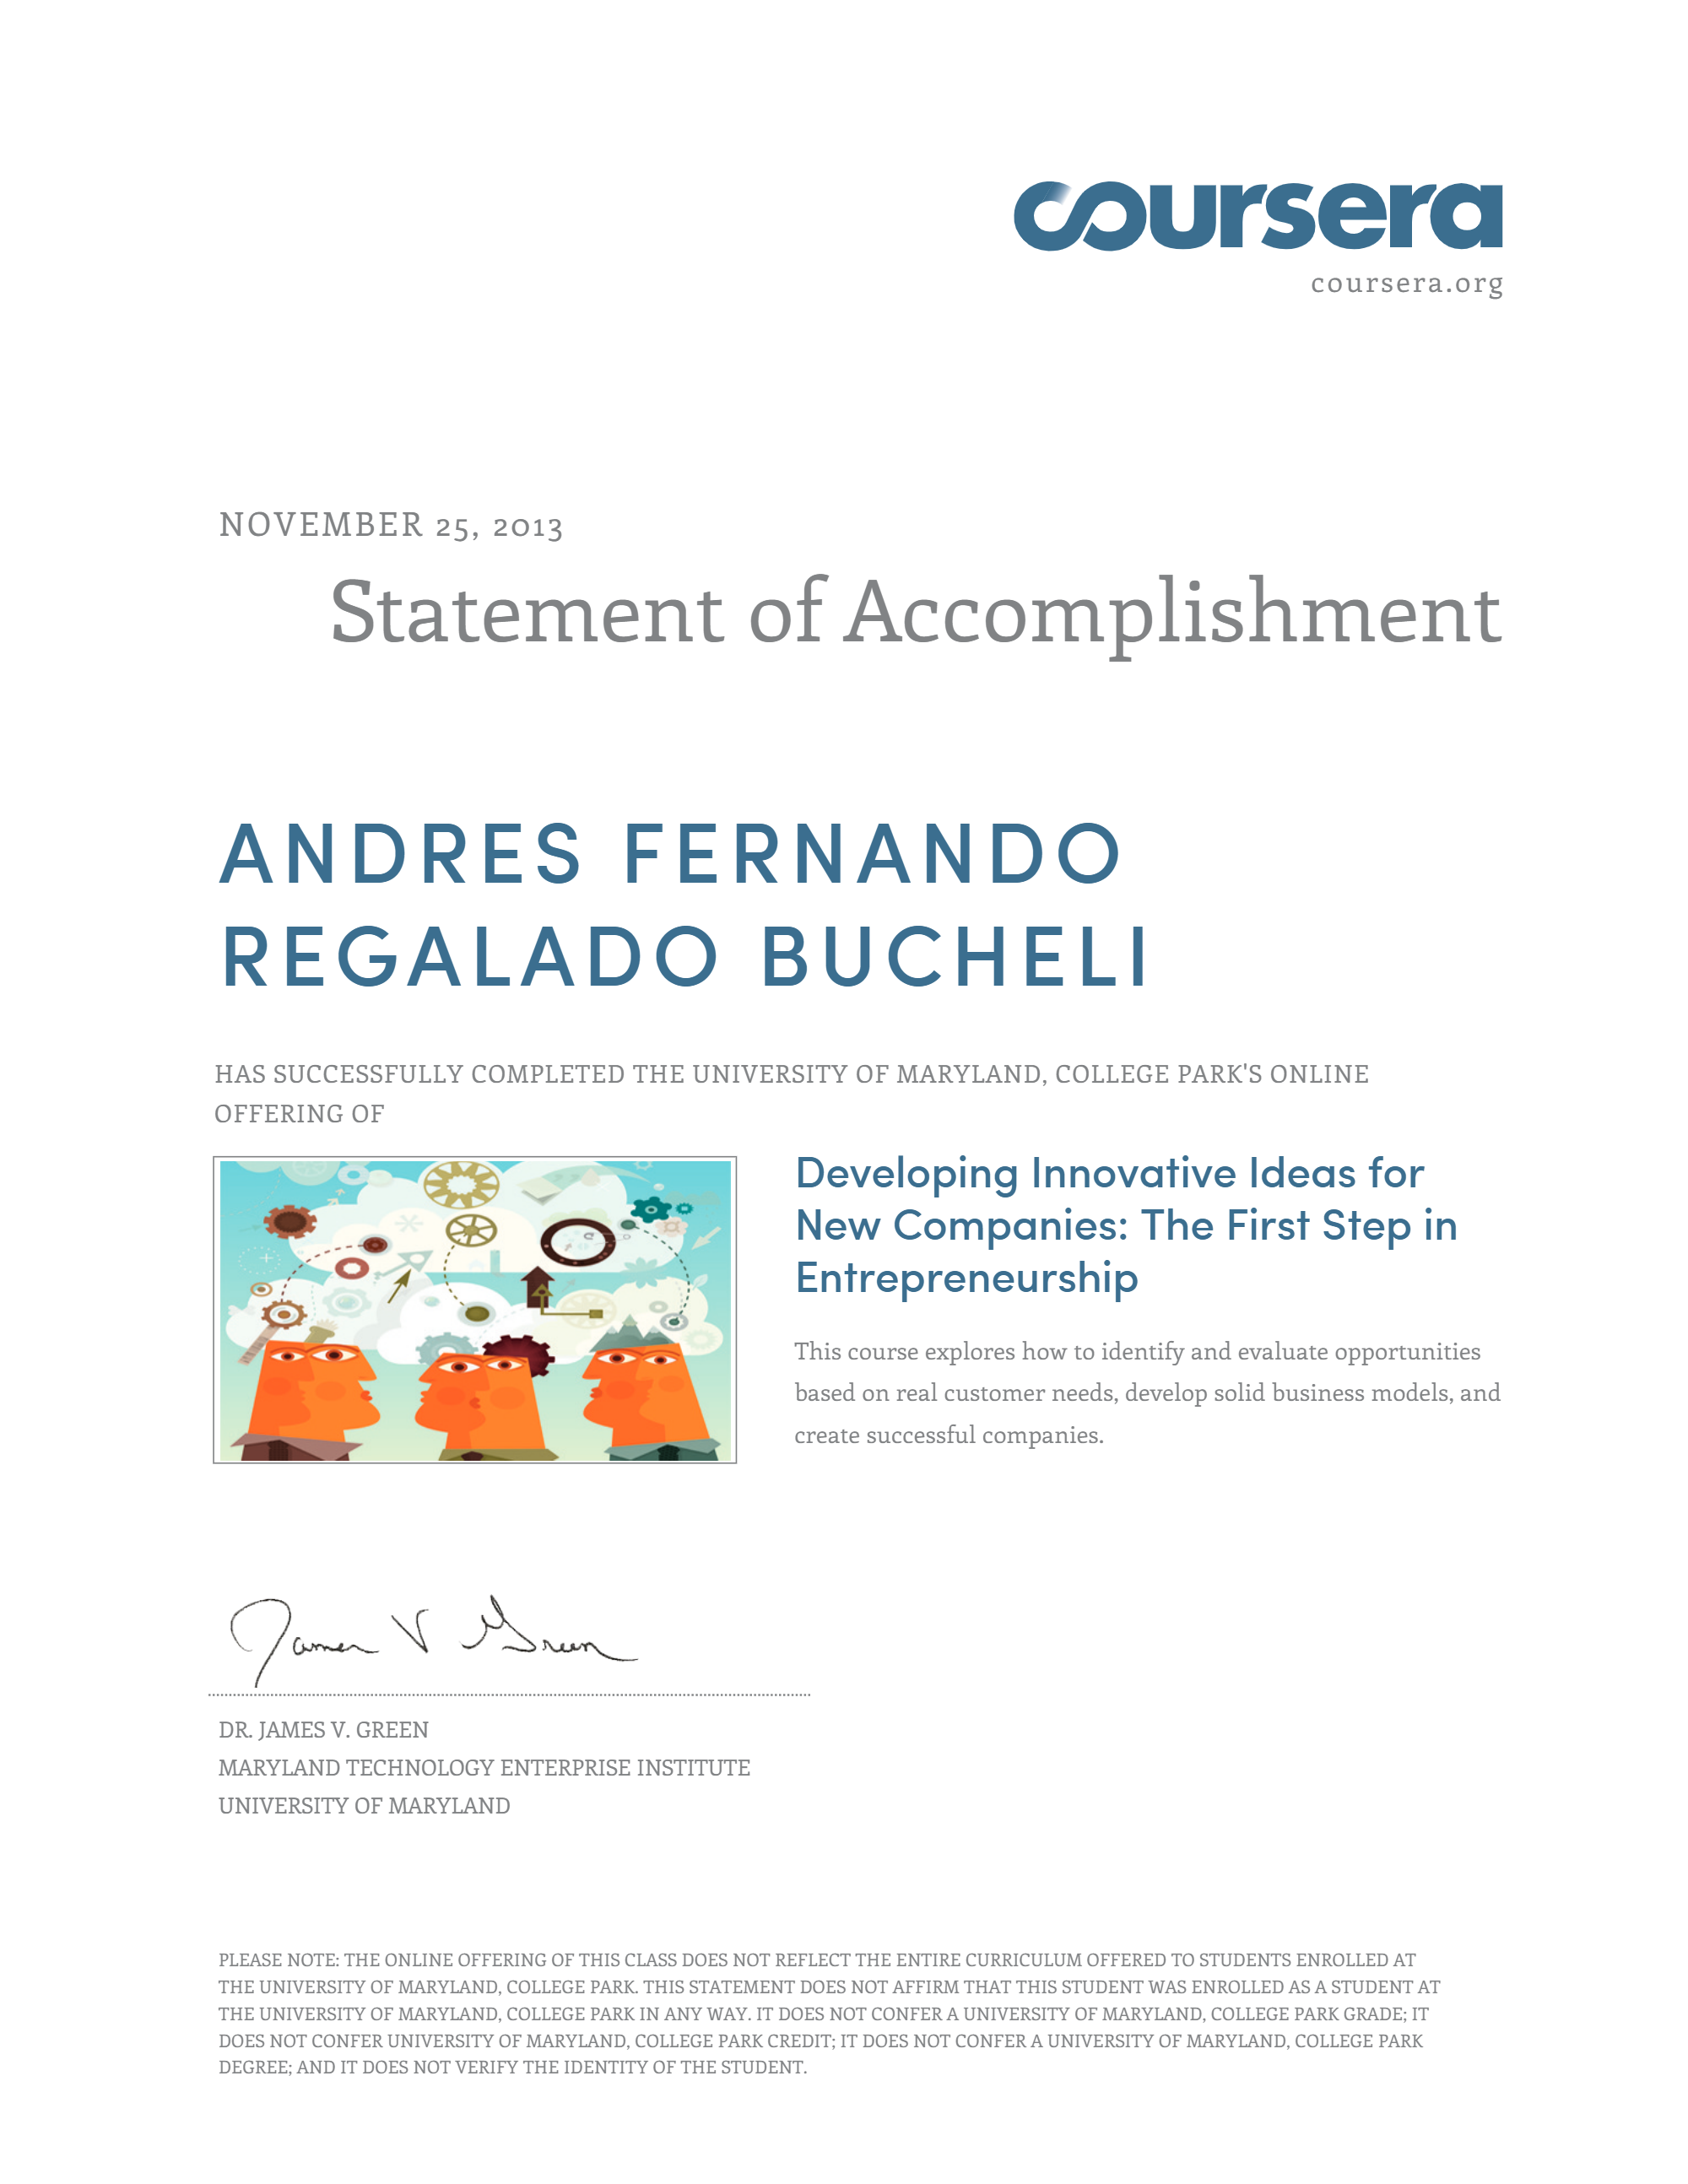 coursera
coursera.org
NOVEMBER 25, 2013
Statement of Accomplishment
ANDRES FERNANDO
REGALADO BUCHELI
HAS SUCCESSFULLY COMPLETED THE UNIVERSITY OF MARYLAND, COLLEGE PARK'S ONLINE
OFFERING OF
Developing Innovative Ideas for
New Companies: The First Step in
Entrepreneurship
This course explores how to identify and evaluate opportunities
based on real customer needs, develop solid business models, and
create successful companies.
James V Green
DR. JAMES V. GREEN
MARYLAND TECHNOLOGY ENTERPRISE INSTITUTE
UNIVERSITY OF MARYLAND
PLEASE NOTE: THE ONLINE OFFERING OF THIS CLASS DOES NOT REFLECT THE ENTIRE CURRICULUM OFFERED TO STUDENTS ENROLLED AT
THE UNIVERSITY OF MARYLAND, COLLEGE PARK. THIS STATEMENT DOES NOT AFFIRM THAT THIS STUDENT WAS ENROLLED AS A STUDENT AT
THE UNIVERSITY OF MARYLAND, COLLEGE PARK IN ANY WAY. IT DOES NOT CONFER A UNIVERSITY OF MARYLAND, COLLEGE PARK GRADE; IT
DOES NOT CONFER UNIVERSITY OF MARYLAND, COLLEGE PARK CREDIT; IT DOES NOT CONFER A UNIVERSITY OF MARYLAND, COLLEGE PARK
DEGREE; AND IT DOES NOT VERIFY THE IDENTITY OF THE STUDENT.